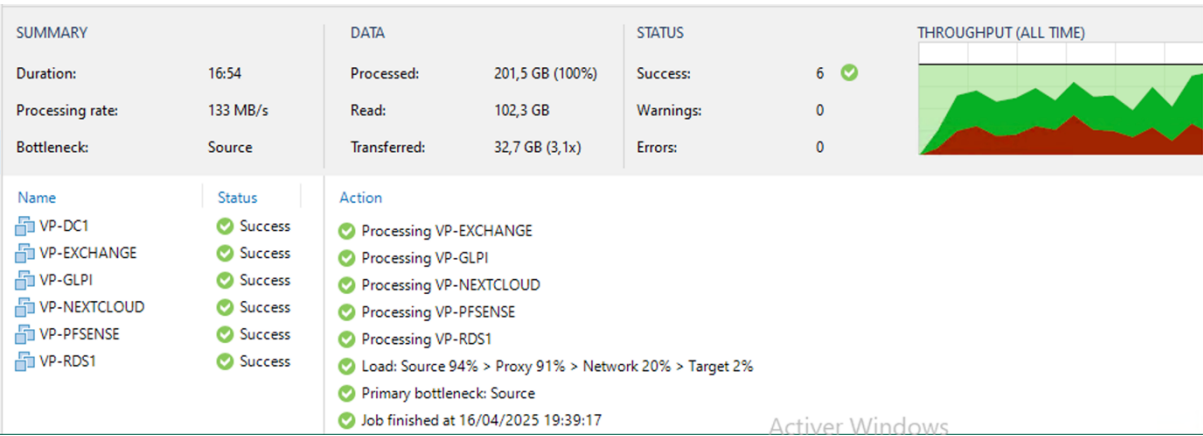 SUMMARY
DATA
STATUS
THROUGHPUT (ALL TIME)
Duration: 16:54
Processed: 201,5 GB (100%)
Success: 6
Processing rate: 133 MB/s
Read: 102,3 GB
Warnings: 0
Bottleneck: Source
Transferred: 32,7 GB (3,1x)
Errors: 0
Name Status
VP-DC1 Success
VP-EXCHANGE Success
VP-GLPI Success
VP-NEXTCLOUD Success
VP-PFSENSE Success
VP-RDS1 Success
Action
Processing VP-EXCHANGE
Processing VP-GLPI
Processing VP-NEXTCLOUD
Processing VP-PFSENSE
Processing VP-RDS1
Load: Source 94% > Proxy 91% > Network 20% > Target 2%
Primary bottleneck: Source
Job finished at 16/04/2025 19:39:17
Activer Windows